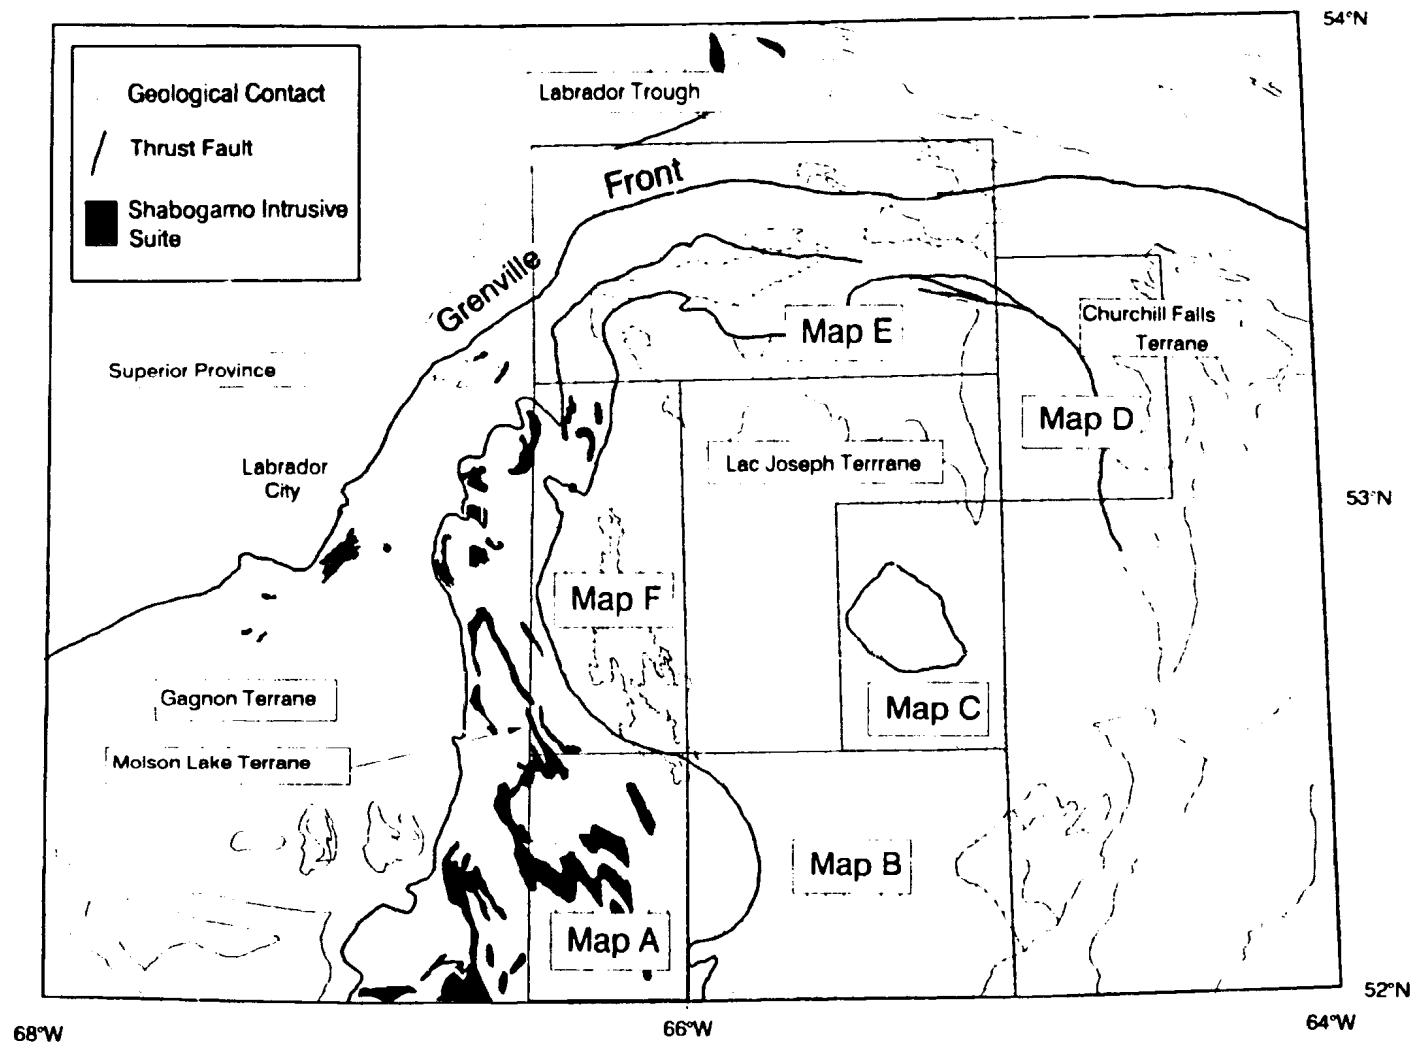 54°N
Geological Contact
Thrust Fault
Shabogamo Intrusive
Suite
Labrador Trough
Front
Grenville
Churchill Falls
Terrane
Map E
Superior Province
Map D
Lac Joseph Terrrane
Labrador
City
53°N
Map F
Gagnon Terrane
Map C
Molson Lake Terrane
Map B
Map A
52°N
68°W
66°W
64°W